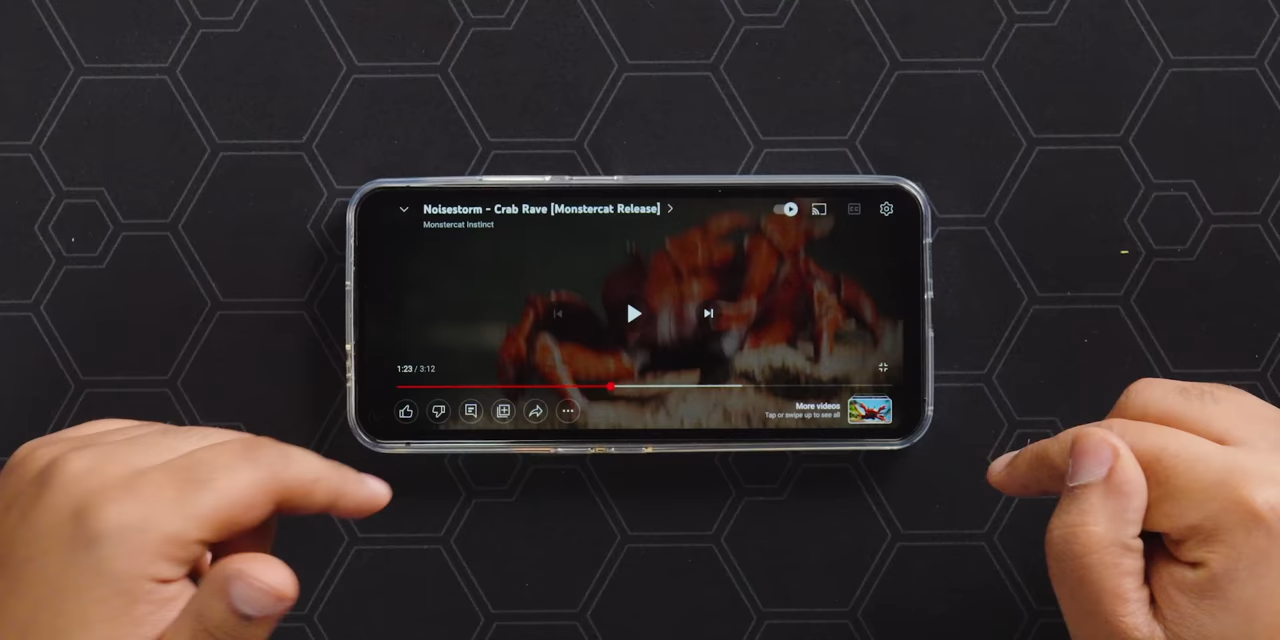 Noisestorm - Crab Rave [Monstercat Release]
Monstercat Instinct
CC
1:23 / 3:12
More videos
Tap or swipe up to see all